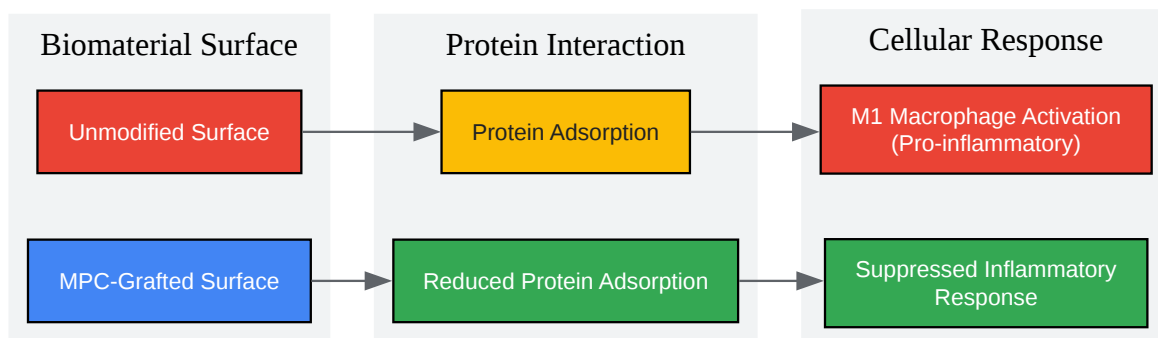 Biomaterial Surface
Protein Interaction
Cellular Response
Unmodified Surface
Protein Adsorption
M1 Macrophage Activation
(Pro-inflammatory)
MPC-Grafted Surface
Reduced Protein Adsorption
Suppressed Inflammatory
Response